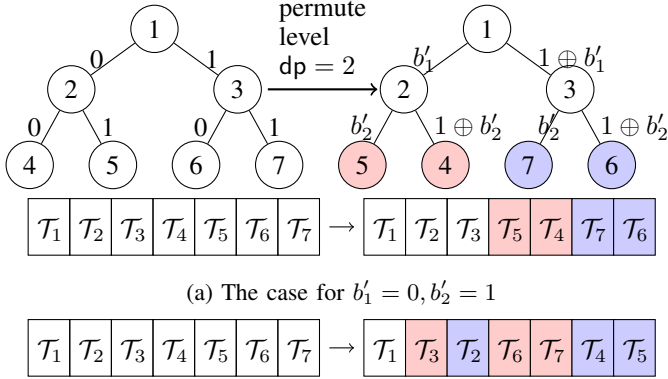 1 permute 1
level
0 1 dp = 2 b′₁ 1 ⊕ b′₁
2 3 2 3
0 1 0 1 b′₂ 1 ⊕ b′₂ b′₂ 1 ⊕ b′₂
4 5 6 7 5 4 7 6
𝒯₁ 𝒯₂ 𝒯₃ 𝒯₄ 𝒯₅ 𝒯₆ 𝒯₇ → 𝒯₁ 𝒯₂ 𝒯₃ 𝒯₅ 𝒯₄ 𝒯₇ 𝒯₆
(a) The case for b′₁ = 0, b′₂ = 1
𝒯₁ 𝒯₂ 𝒯₃ 𝒯₄ 𝒯₅ 𝒯₆ 𝒯₇ → 𝒯₁ 𝒯₃ 𝒯₂ 𝒯₆ 𝒯₇ 𝒯₄ 𝒯₅